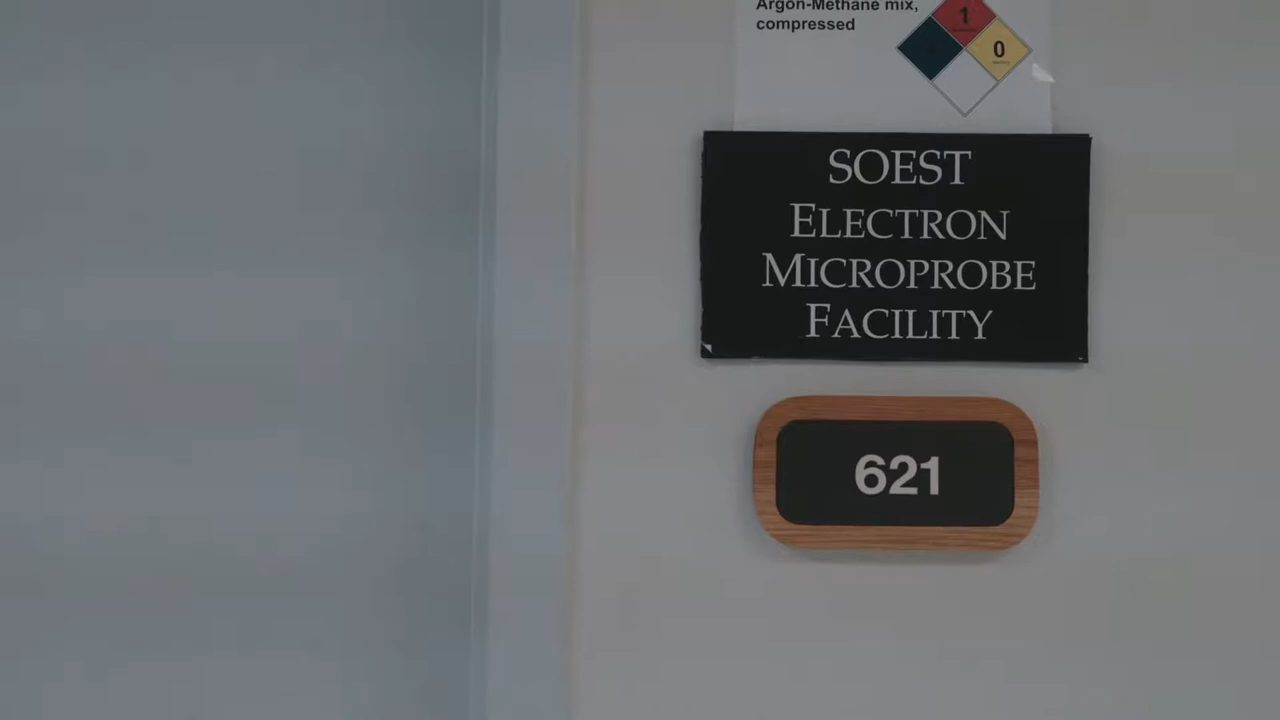 Argon-Methane mix,
compressed
1
0
SOEST
ELECTRON
MICROPROBE
FACILITY
621